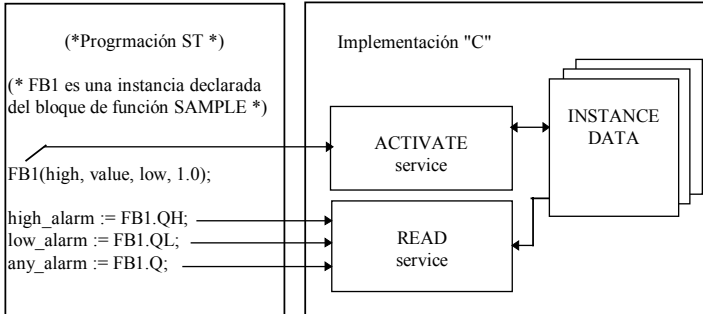 (*Progrmación ST *)
(* FB1 es una instancia declarada
del bloque de función SAMPLE *)
FB1(high, value, low, 1.0);
high_alarm := FB1.QH;
low_alarm := FB1.QL;
any_alarm := FB1.Q;
Implementación "C"
ACTIVATE
service
READ
service
INSTANCE
DATA